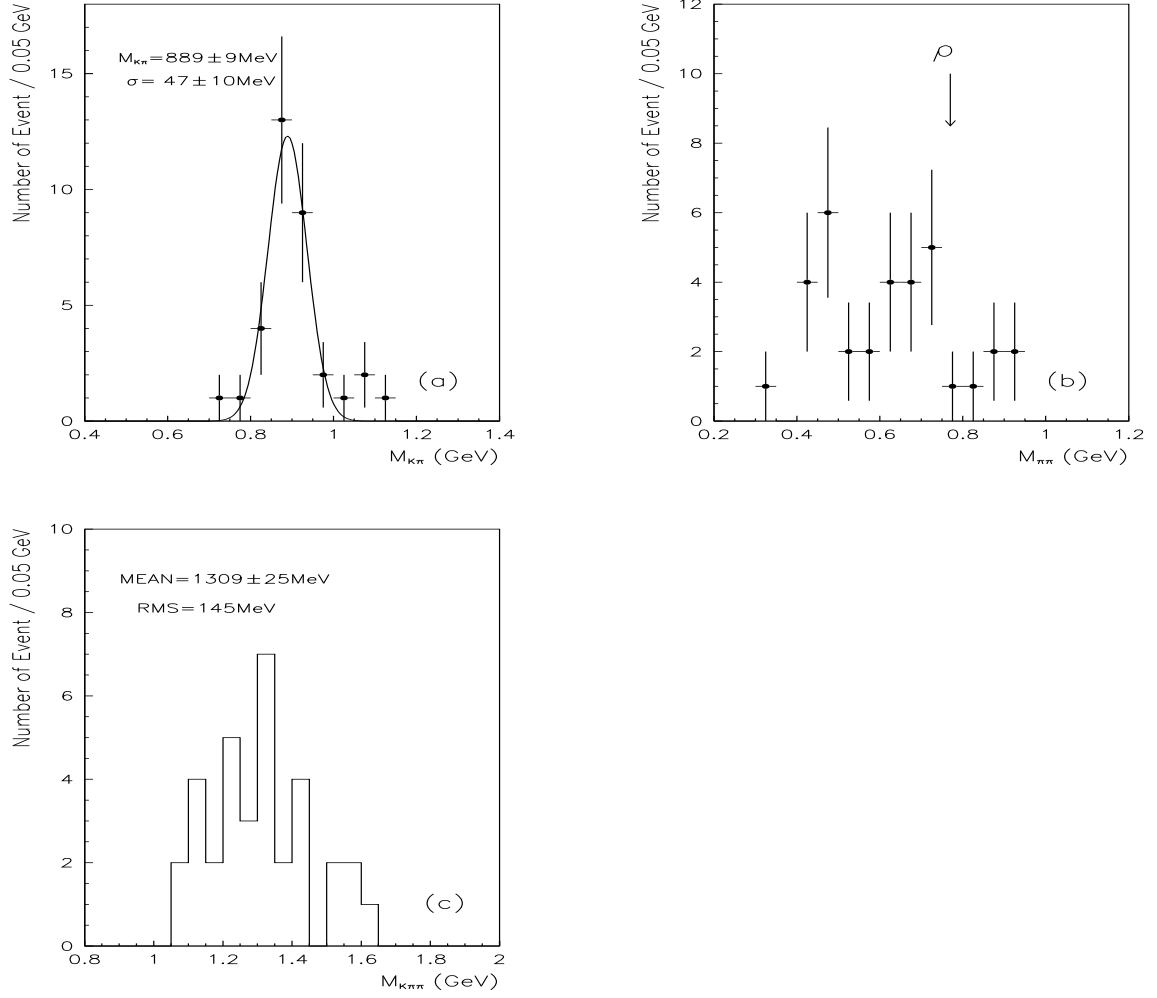 Number of Event / 0.05 GeV
M_Kπ=889±9MeV
σ= 47±10MeV
15
10
5
0
(a)
0.4 0.6 0.8 1 1.2 1.4
M_Kπ (GeV)
Number of Event / 0.05 GeV
12
10
8
6
4
2
0
ρ
(b)
0.2 0.4 0.6 0.8 1 1.2
M_ππ (GeV)
Number of Event / 0.05 GeV
10
8
6
4
2
0
MEAN=1309±25MeV
RMS=145MeV
(c)
0.8 1 1.2 1.4 1.6 1.8 2
M_Kππ (GeV)